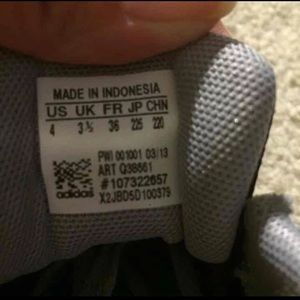 MADE IN INDONESIA
US UK FR JP CHN
4 3½ 36 225 220
PWI 001001 03/13
ART Q38661
#107322657
adidas X2JBD5D100379